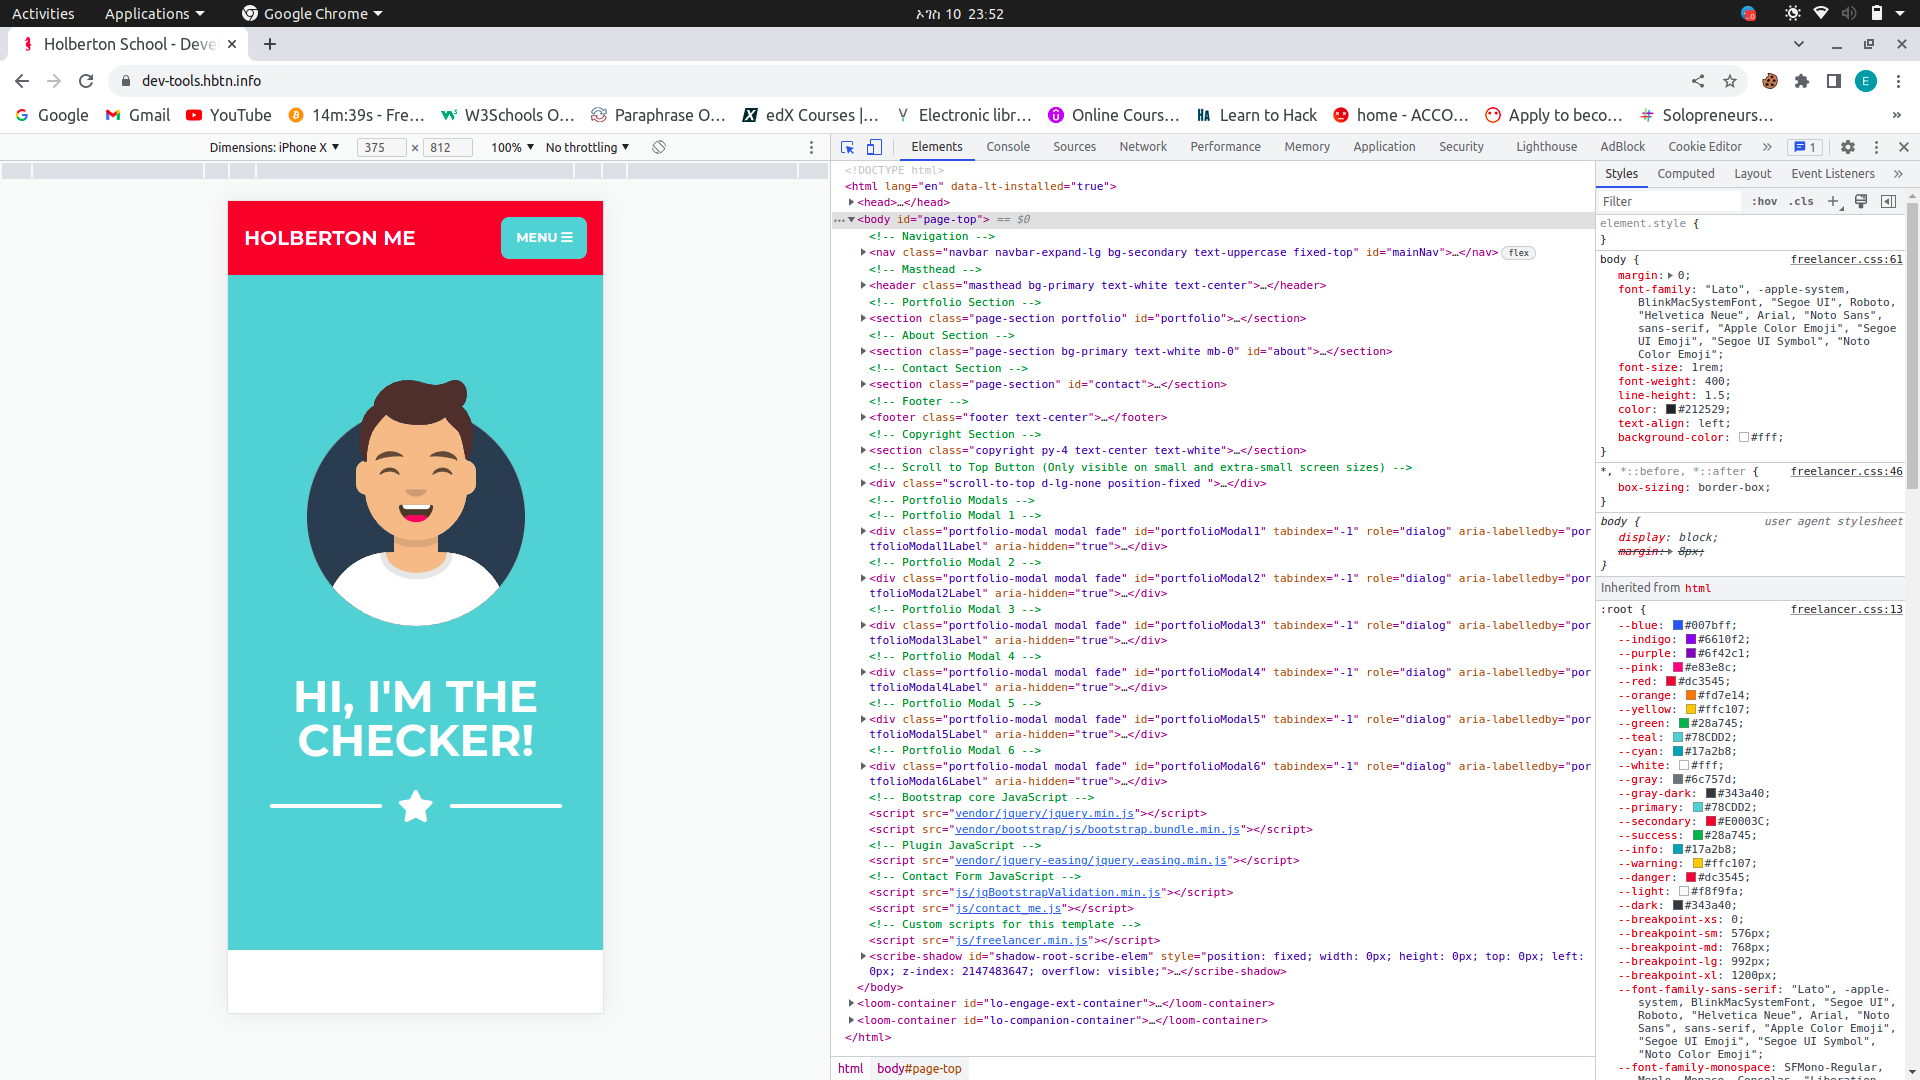 Activities Applications Google Chrome ኦገስ 10 23:52
Holberton School - Deve
dev-tools.hbtn.info E
Google Gmail YouTube 14m:39s - Fre… W3Schools O… Paraphrase O… edX Courses |… Electronic libr… Online Cours… Learn to Hack home - ACCO… Apply to beco… Solopreneurs… »
Dimensions: iPhone X 375 × 812 100% No throttling
Elements Console Sources Network Performance Memory Application Security Lighthouse AdBlock Cookie Editor » 1
HOLBERTON ME
MENU
HI, I'M THE
CHECKER!
<!DOCTYPE html>
<html lang="en" data-lt-installed="true">
<head>…</head>
<body id="page-top"> == $0
<!-- Navigation -->
<nav class="navbar navbar-expand-lg bg-secondary text-uppercase fixed-top" id="mainNav">…</nav> flex
<!-- Masthead -->
<header class="masthead bg-primary text-white text-center">…</header>
<!-- Portfolio Section -->
<section class="page-section portfolio" id="portfolio">…</section>
<!-- About Section -->
<section class="page-section bg-primary text-white mb-0" id="about">…</section>
<!-- Contact Section -->
<section class="page-section" id="contact">…</section>
<!-- Footer -->
<footer class="footer text-center">…</footer>
<!-- Copyright Section -->
<section class="copyright py-4 text-center text-white">…</section>
<!-- Scroll to Top Button (Only visible on small and extra-small screen sizes) -->
<div class="scroll-to-top d-lg-none position-fixed ">…</div>
<!-- Portfolio Modals -->
<!-- Portfolio Modal 1 -->
<div class="portfolio-modal modal fade" id="portfolioModal1" tabindex="-1" role="dialog" aria-labelledby="por
tfolioModal1Label" aria-hidden="true">…</div>
<!-- Portfolio Modal 2 -->
<div class="portfolio-modal modal fade" id="portfolioModal2" tabindex="-1" role="dialog" aria-labelledby="por
tfolioModal2Label" aria-hidden="true">…</div>
<!-- Portfolio Modal 3 -->
<div class="portfolio-modal modal fade" id="portfolioModal3" tabindex="-1" role="dialog" aria-labelledby="por
tfolioModal3Label" aria-hidden="true">…</div>
<!-- Portfolio Modal 4 -->
<div class="portfolio-modal modal fade" id="portfolioModal4" tabindex="-1" role="dialog" aria-labelledby="por
tfolioModal4Label" aria-hidden="true">…</div>
<!-- Portfolio Modal 5 -->
<div class="portfolio-modal modal fade" id="portfolioModal5" tabindex="-1" role="dialog" aria-labelledby="por
tfolioModal5Label" aria-hidden="true">…</div>
<!-- Portfolio Modal 6 -->
<div class="portfolio-modal modal fade" id="portfolioModal6" tabindex="-1" role="dialog" aria-labelledby="por
tfolioModal6Label" aria-hidden="true">…</div>
<!-- Bootstrap core JavaScript -->
<script src="vendor/jquery/jquery.min.js"></script>
<script src="vendor/bootstrap/js/bootstrap.bundle.min.js"></script>
<!-- Plugin JavaScript -->
<script src="vendor/jquery-easing/jquery.easing.min.js"></script>
<!-- Contact Form JavaScript -->
<script src="js/jqBootstrapValidation.min.js"></script>
<script src="js/contact_me.js"></script>
<!-- Custom scripts for this template -->
<script src="js/freelancer.min.js"></script>
<scribe-shadow id="shadow-root-scribe-elem" style="position: fixed; width: 0px; height: 0px; top: 0px; left:
0px; z-index: 2147483647; overflow: visible;">…</scribe-shadow>
</body>
<loom-container id="lo-engage-ext-container">…</loom-container>
<loom-container id="lo-companion-container">…</loom-container>
</html>
html body#page-top
Styles Computed Layout Event Listeners »
Filter :hov .cls +
element.style {
}
body { freelancer.css:61
margin: 0;
font-family: "Lato", -apple-system,
BlinkMacSystemFont, "Segoe UI", Roboto,
"Helvetica Neue", Arial, "Noto Sans",
sans-serif, "Apple Color Emoji", "Segoe
UI Emoji", "Segoe UI Symbol", "Noto
Color Emoji";
font-size: 1rem;
font-weight: 400;
line-height: 1.5;
color: #212529;
text-align: left;
background-color: #fff;
}
*, *::before, *::after { freelancer.css:46
box-sizing: border-box;
}
body { user agent stylesheet
display: block;
margin: 8px;
}
Inherited from html
:root { freelancer.css:13
--blue: #007bff;
--indigo: #6610f2;
--purple: #6f42c1;
--pink: #e83e8c;
--red: #dc3545;
--orange: #fd7e14;
--yellow: #ffc107;
--green: #28a745;
--teal: #78CDD2;
--cyan: #17a2b8;
--white: #fff;
--gray: #6c757d;
--gray-dark: #343a40;
--primary: #78CDD2;
--secondary: #E0003C;
--success: #28a745;
--info: #17a2b8;
--warning: #ffc107;
--danger: #dc3545;
--light: #f8f9fa;
--dark: #343a40;
--breakpoint-xs: 0;
--breakpoint-sm: 576px;
--breakpoint-md: 768px;
--breakpoint-lg: 992px;
--breakpoint-xl: 1200px;
--font-family-sans-serif: "Lato", -apple-
system, BlinkMacSystemFont, "Segoe UI",
Roboto, "Helvetica Neue", Arial, "Noto
Sans", sans-serif, "Apple Color Emoji",
"Segoe UI Emoji", "Segoe UI Symbol",
"Noto Color Emoji";
--font-family-monospace: SFMono-Regular,
Menlo, Monaco, Consolas, "Liberation